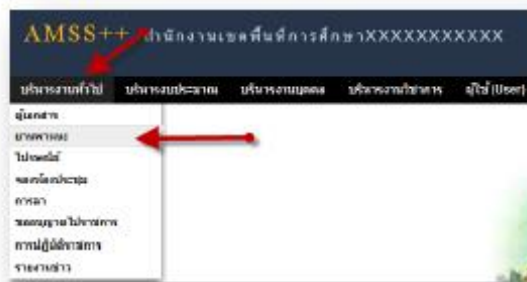 AMSS++ สำนักงานเขตพื้นที่การศึกษาXXXXXXXXXX
บริหารงานทั่วไป บริหารงบประมาณ บริหารงานบุคคล บริหารงานวิชาการ ผู้ใช้ (User)
ยานพาหนะ
ไปรษณีย์
จองห้องประชุม
การลา
ขออนุญาตไปราชการ
การปฏิบัติราชการ
รายงานข่าว